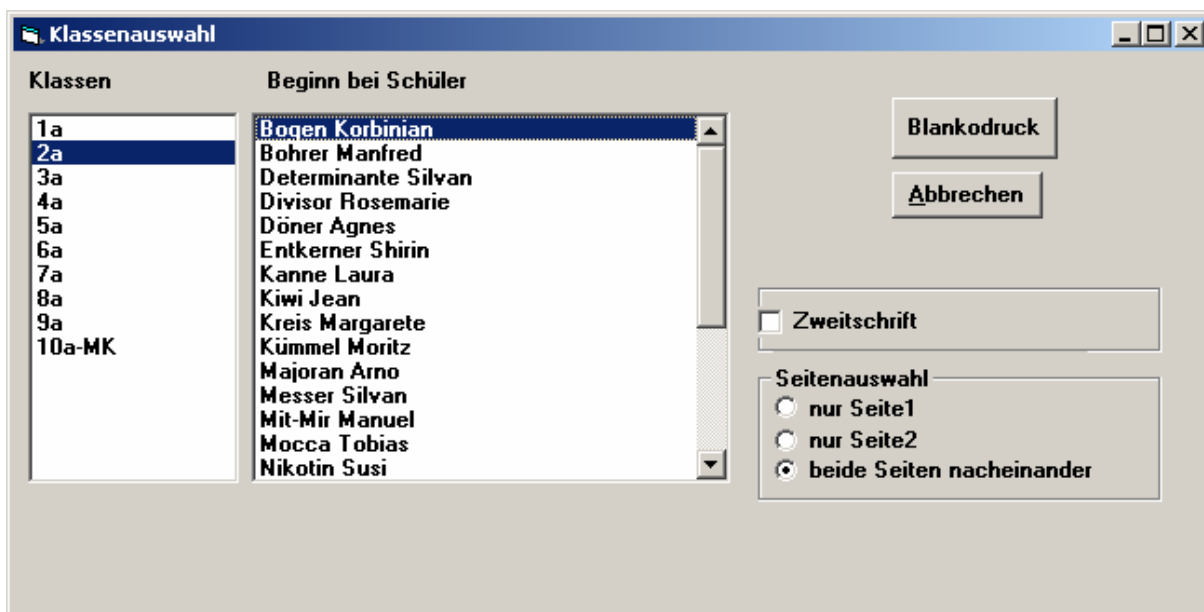 Klassenauswahl
Klassen
Beginn bei Schüler
1a
2a
3a
4a
5a
6a
7a
8a
9a
10a-MK
Bogen Korbinian
Bohrer Manfred
Determinante Silvan
Divisor Rosemarie
Döner Agnes
Entkerner Shirin
Kanne Laura
Kiwi Jean
Kreis Margarete
Kümmel Moritz
Majoran Arno
Messer Silvan
Mit-Mir Manuel
Mocca Tobias
Nikotin Susi
Blankodruck
Abbrechen
Zweitschrift
Seitenauswahl
nur Seite1
nur Seite2
beide Seiten nacheinander